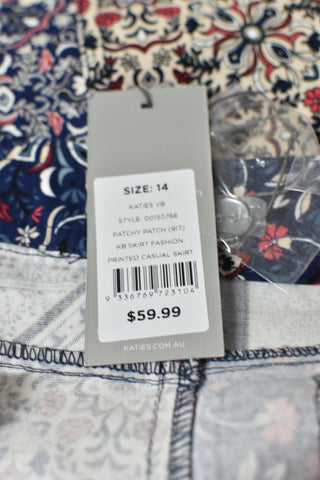 SIZE: 14
KATIES VB
STYLE: 00150766
PATCHY PATCH (917)
KB SKIRT FASHION
PRINTED CASUAL SKIRT
9 336769 723104
$59.99
KATIES.COM.AU